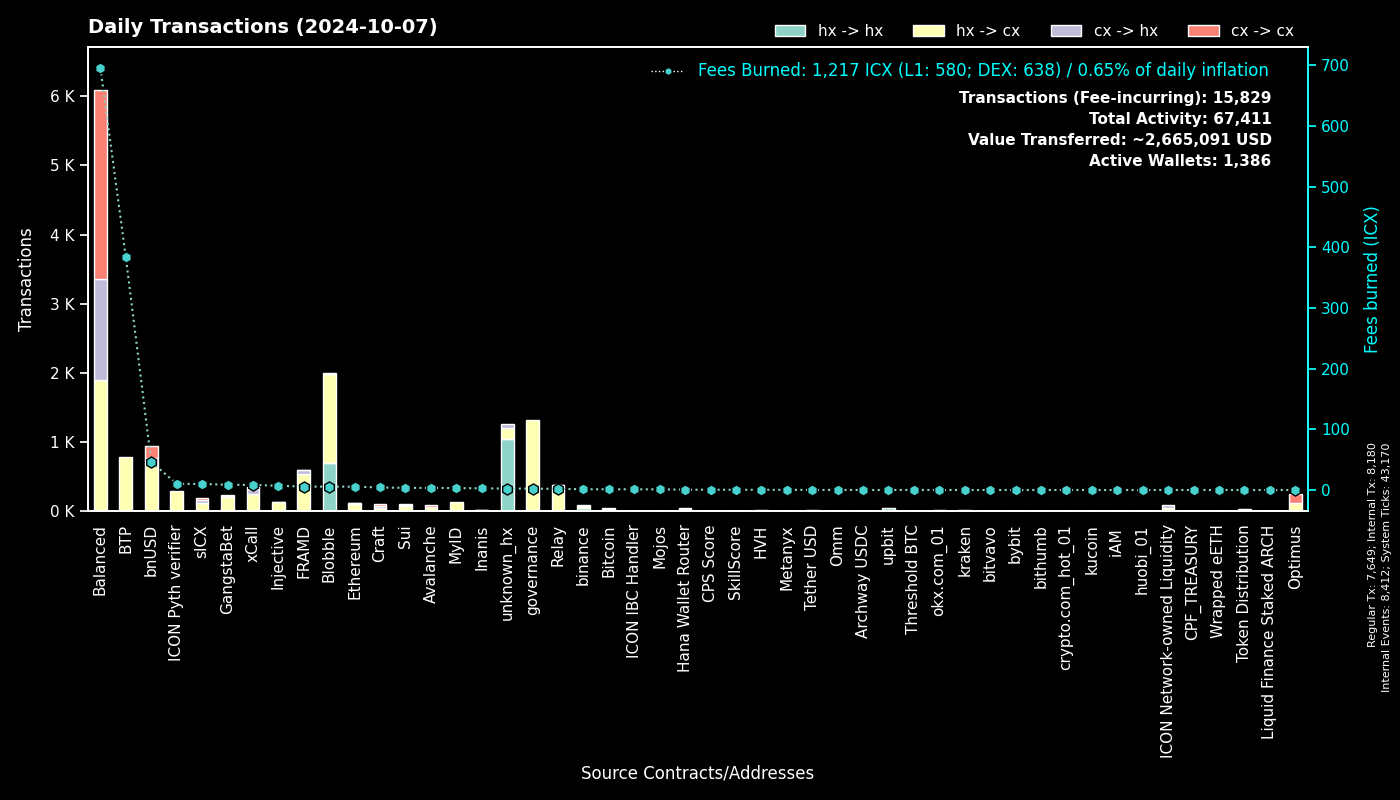 Daily Transactions (2024-10-07)
hx -> hx
hx -> cx
cx -> hx
cx -> cx
Fees Burned: 1,217 ICX (L1: 580; DEX: 638) / 0.65% of daily inflation
Transactions (Fee-incurring): 15,829
Total Activity: 67,411
Value Transferred: ~2,665,091 USD
Active Wallets: 1,386
Transactions
6 K
5 K
4 K
3 K
2 K
1 K
0 K
700
600
500
400
300
200
100
0
Fees burned (ICX)
Regular Tx: 7,649; Internal Tx: 8,180
Internal Events: 8,412; System Ticks: 43,170
Balanced
BTP
bnUSD
ICON Pyth verifier
sICX
GangstaBet
xCall
Injective
FRAMD
Blobble
Ethereum
Craft
Sui
Avalanche
MyID
Inanis
unknown_hx
governance
Relay
binance
Bitcoin
ICON IBC Handler
Mojos
Hana Wallet Router
CPS Score
SkillScore
HVH
Metanyx
Tether USD
Omm
Archway USDC
upbit
Threshold BTC
okx.com_01
kraken
bitvavo
bybit
bithumb
crypto.com_hot_01
kucoin
iAM
huobi_01
ICON Network-owned Liquidity
CPF_TREASURY
Wrapped eETH
Token Distribution
Liquid Finance Staked ARCH
Optimus
Source Contracts/Addresses